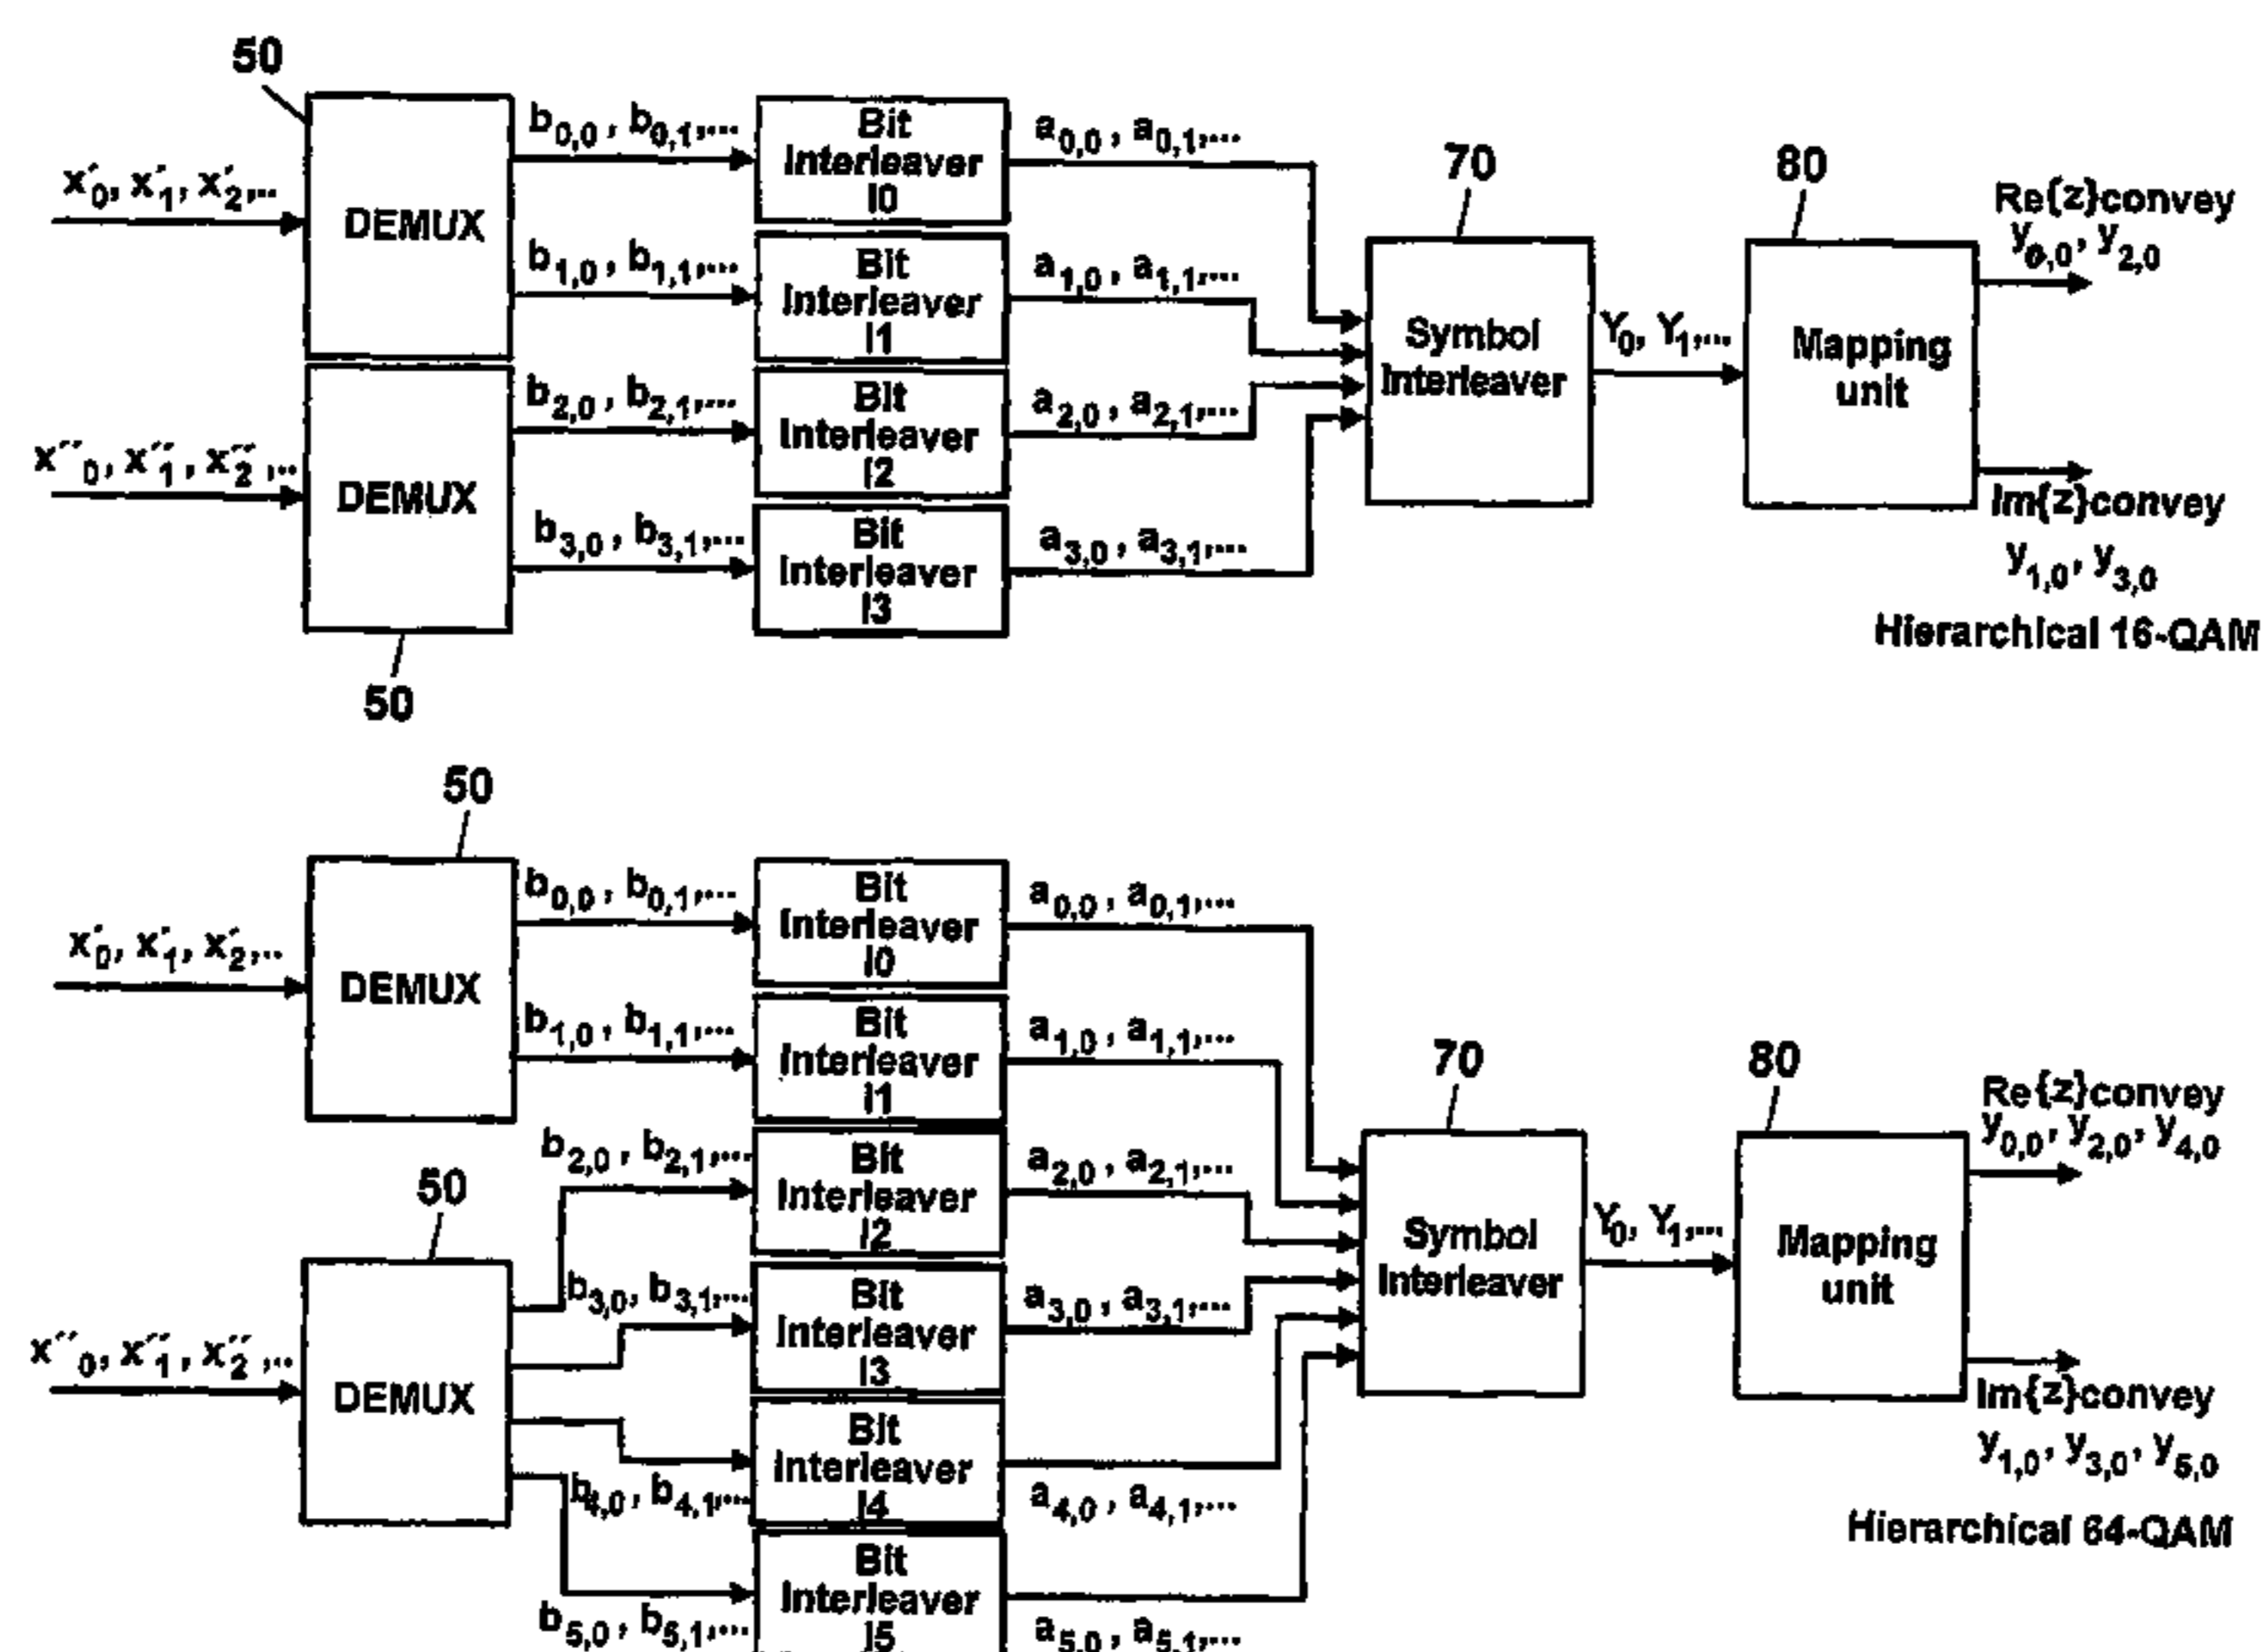 50
x′0, x′1, x′2,...
DEMUX
b0,0, b0,1,...
Bit
Interleaver
I0
a0,0, a0,1,...
b1,0, b1,1,...
Bit
Interleaver
I1
a1,0, a1,1,...
x″0, x″1, x″2,...
DEMUX
50
b2,0, b2,1,...
Bit
Interleaver
I2
a2,0, a2,1,...
b3,0, b3,1,...
Bit
Interleaver
I3
a3,0, a3,1,...
70
Symbol
Interleaver
Y0, Y1,...
80
Mapping
unit
Re{z}convey
y0,0, y2,0
Im{z}convey
y1,0, y3,0
Hierarchical 16-QAM
50
x′0, x′1, x′2,...
DEMUX
b0,0, b0,1,...
Bit
Interleaver
I0
a0,0, a0,1,...
b1,0, b1,1,...
Bit
Interleaver
I1
a1,0, a1,1,...
50
x″0, x″1, x″2,...
DEMUX
b2,0, b2,1,...
Bit
Interleaver
I2
a2,0, a2,1,...
b3,0, b3,1,...
Bit
Interleaver
I3
a3,0, a3,1,...
b4,0, b4,1,...
Bit
Interleaver
I4
a4,0, a4,1,...
b5,0, b5,1,...
Bit
Interleaver
I5
a5,0, a5,1,...
70
Symbol
Interleaver
Y0, Y1,...
80
Mapping
unit
Re{z}convey
y0,0, y2,0, y4,0
Im{z}convey
y1,0, y3,0, y5,0
Hierarchical 64-QAM